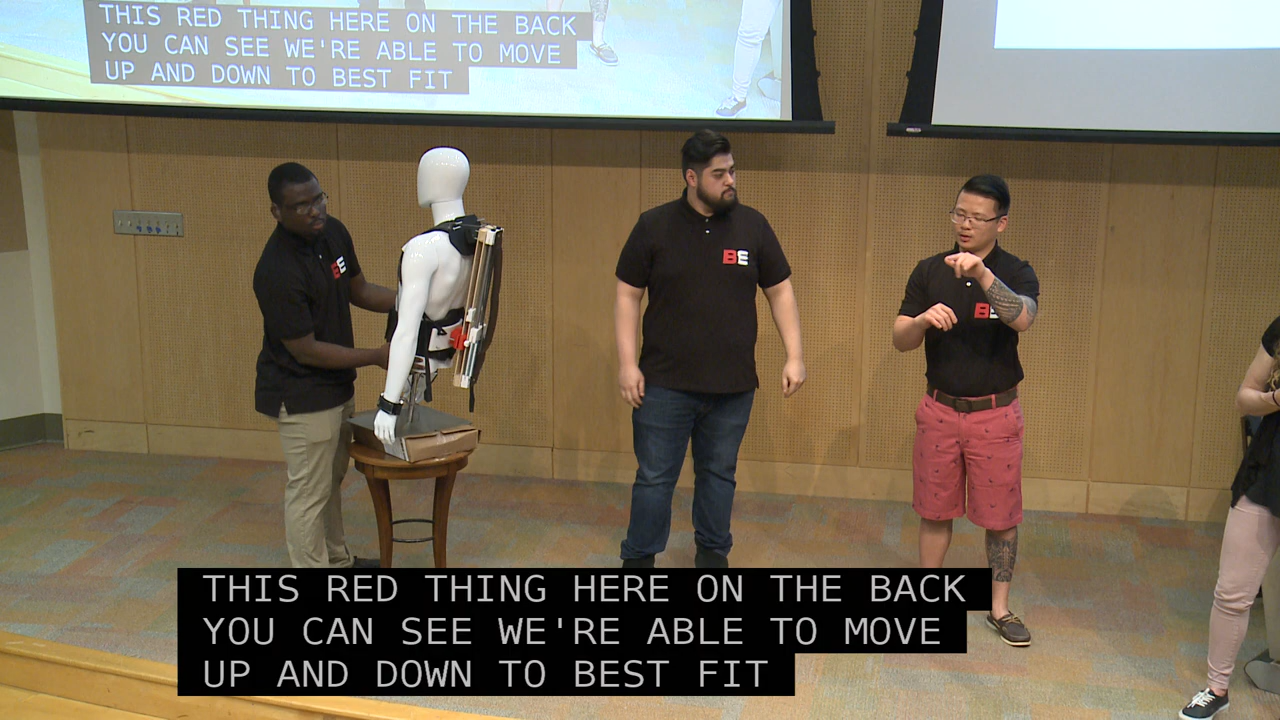 THIS RED THING HERE ON THE BACK
YOU CAN SEE WE'RE ABLE TO MOVE
UP AND DOWN TO BEST FIT
BE
BE
BE
THIS RED THING HERE ON THE BACK
YOU CAN SEE WE'RE ABLE TO MOVE
UP AND DOWN TO BEST FIT